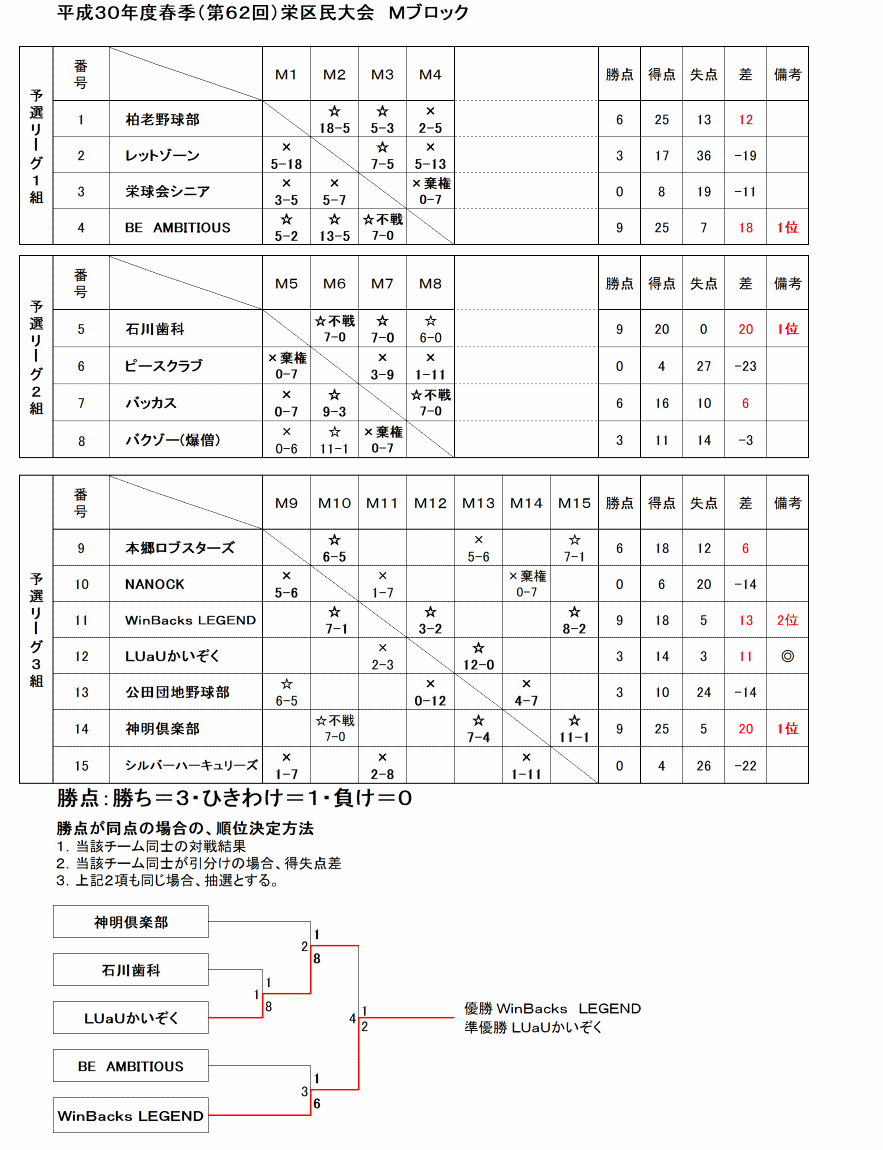 平成30年度春季(第62回)栄区民大会　Mブロック
予選リーグ1組
番号 M1 M2 M3 M4 勝点 得点 失点 差 備考
1 柏老野球部 ☆18-5 ☆5-3 ×2-5 6 25 13 12
2 レットゾーン ×5-18 ☆7-5 ×5-13 3 17 36 -19
3 栄球会シニア ×3-5 ×5-7 ×棄権0-7 0 8 19 -11
4 BE AMBITIOUS ☆5-2 ☆13-5 ☆不戦7-0 9 25 7 18 1位
予選リーグ2組
番号 M5 M6 M7 M8 勝点 得点 失点 差 備考
5 石川歯科 ☆不戦7-0 ☆7-0 ☆6-0 9 20 0 20 1位
6 ピースクラブ ×棄権0-7 ×3-9 ×1-11 0 4 27 -23
7 バッカス ×0-7 ☆9-3 ☆不戦7-0 6 16 10 6
8 バクゾー(爆僧) ×0-6 ☆11-1 ×棄権0-7 3 11 14 -3
予選リーグ3組
番号 M9 M10 M11 M12 M13 M14 M15 勝点 得点 失点 差 備考
9 本郷ロブスターズ ☆6-5 ×5-6 ☆7-1 6 18 12 6
10 NANOCK ×5-6 ×1-7 ×棄権0-7 0 6 20 -14
11 WinBacks LEGEND ☆7-1 ☆3-2 ☆8-2 9 18 5 13 2位
12 LUaUかいぞく ×2-3 ☆12-0 3 14 3 11 ◎
13 公田団地野球部 ☆6-5 ×0-12 ×4-7 3 10 24 -14
14 神明倶楽部 ☆不戦7-0 ☆7-4 ☆11-1 9 25 5 20 1位
15 シルバーハーキュリーズ ×1-7 ×2-8 ×1-11 0 4 26 -22
勝点：勝ち＝3・ひきわけ＝1・負け＝0
勝点が同点の場合の、順位決定方法
1．当該チーム同士の対戦結果
2．当該チーム同士が引分けの場合、得失点差
3．上記2項も同じ場合、抽選とする。
神明倶楽部
1
2
8
石川歯科
1
1
8
LUaUかいぞく
4
1
2
優勝 WinBacks LEGEND
準優勝 LUaUかいぞく
BE AMBITIOUS
1
3
6
WinBacks LEGEND